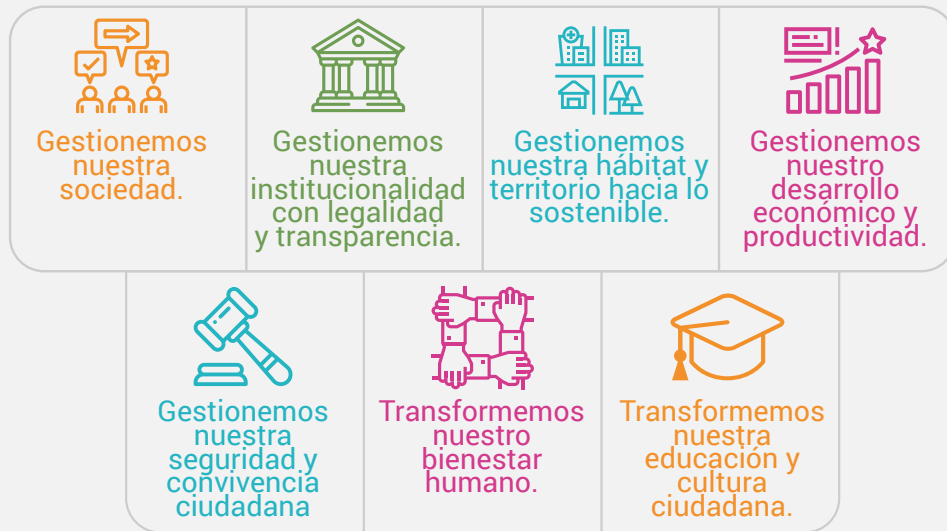 Gestionemos
nuestra
sociedad.
Gestionemos
nuestra
institucionalidad
con legalidad
y transparencia.
Gestionemos
nuestra hábitat y
territorio hacia lo
sostenible.
Gestionemos
nuestro
desarrollo
económico y
productividad.
Gestionemos
nuestra
seguridad y
convivencia
ciudadana
Transformemos
nuestro
bienestar
humano.
Transformemos
nuestra
educación y
cultura
ciudadana.